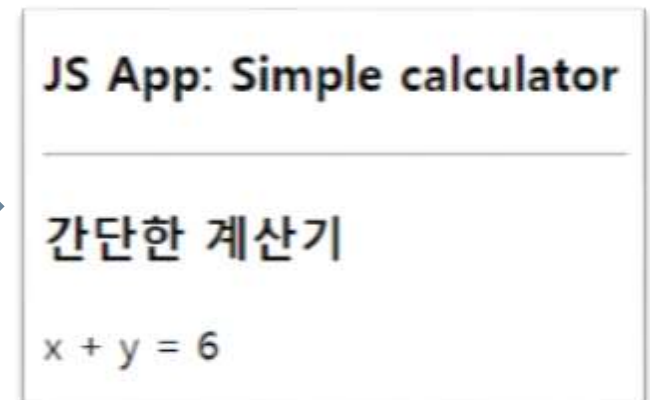 JS App: Simple calculator
간단한 계산기
x + y = 6